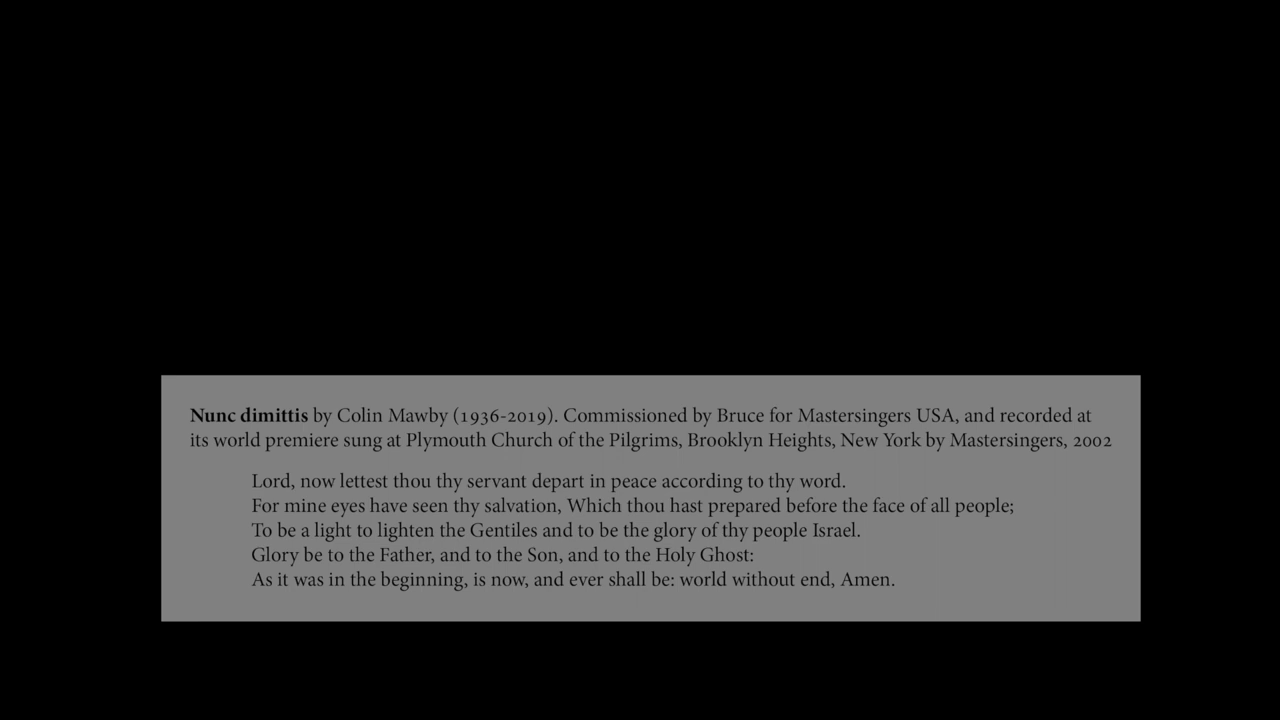 Nunc dimittis by Colin Mawby (1936-2019). Commissioned by Bruce for Mastersingers USA, and recorded at
its world premiere sung at Plymouth Church of the Pilgrims, Brooklyn Heights, New York by Mastersingers, 2002
Lord, now lettest thou thy servant depart in peace according to thy word.
For mine eyes have seen thy salvation, Which thou hast prepared before the face of all people;
To be a light to lighten the Gentiles and to be the glory of thy people Israel.
Glory be to the Father, and to the Son, and to the Holy Ghost:
As it was in the beginning, is now, and ever shall be: world without end, Amen.